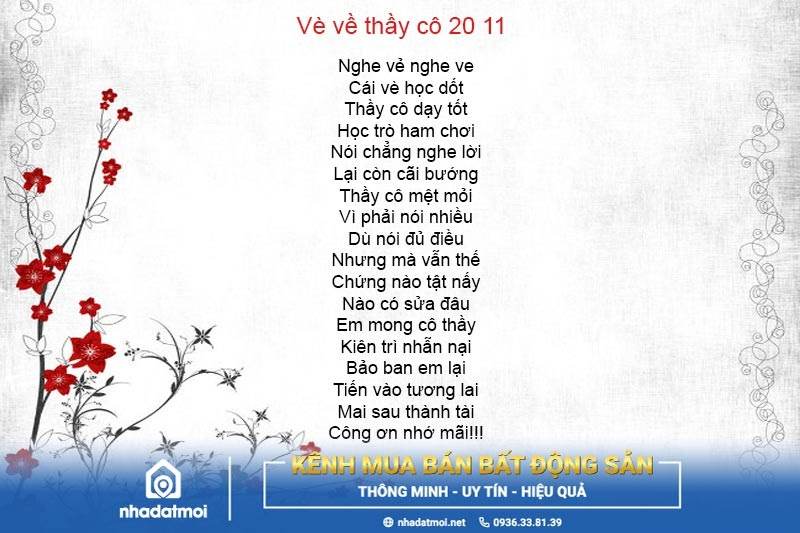 Vè về thầy cô 20 11
Nghe vẻ nghe ve
Cái vè học dốt
Thầy cô dạy tốt
Học trò ham chơi
Nói chẳng nghe lời
Lại còn cãi bướng
Thầy cô mệt mỏi
Vì phải nói nhiều
Dù nói đủ điều
Nhưng mà vẫn thế
Chứng nào tật nấy
Nào có sửa đâu
Em mong cô thầy
Kiên trì nhẫn nại
Bảo ban em lại
Tiến vào tương lai
Mai sau thành tài
Công ơn nhớ mãi!!!
nhadatmoi
KÊNH MUA BÁN BẤT ĐỘNG SẢN
THÔNG MINH - UY TÍN - HIỆU QUẢ
nhadatmoi.net 0936.33.81.39